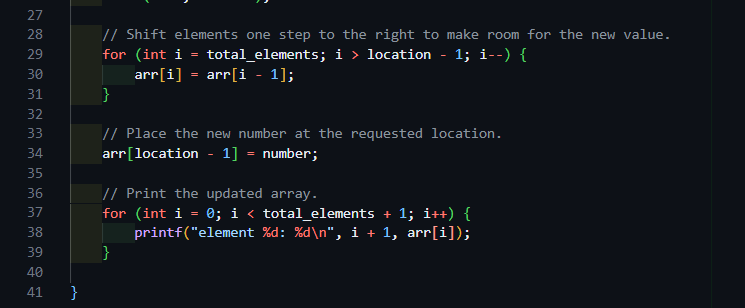 27
28 // Shift elements one step to the right to make room for the new value.
29 for (int i = total_elements; i > location - 1; i--) {
30 arr[i] = arr[i - 1];
31 }
32
33 // Place the new number at the requested location.
34 arr[location - 1] = number;
35
36 // Print the updated array.
37 for (int i = 0; i < total_elements + 1; i++) {
38 printf("element %d: %d\n", i + 1, arr[i]);
39 }
40
41 }